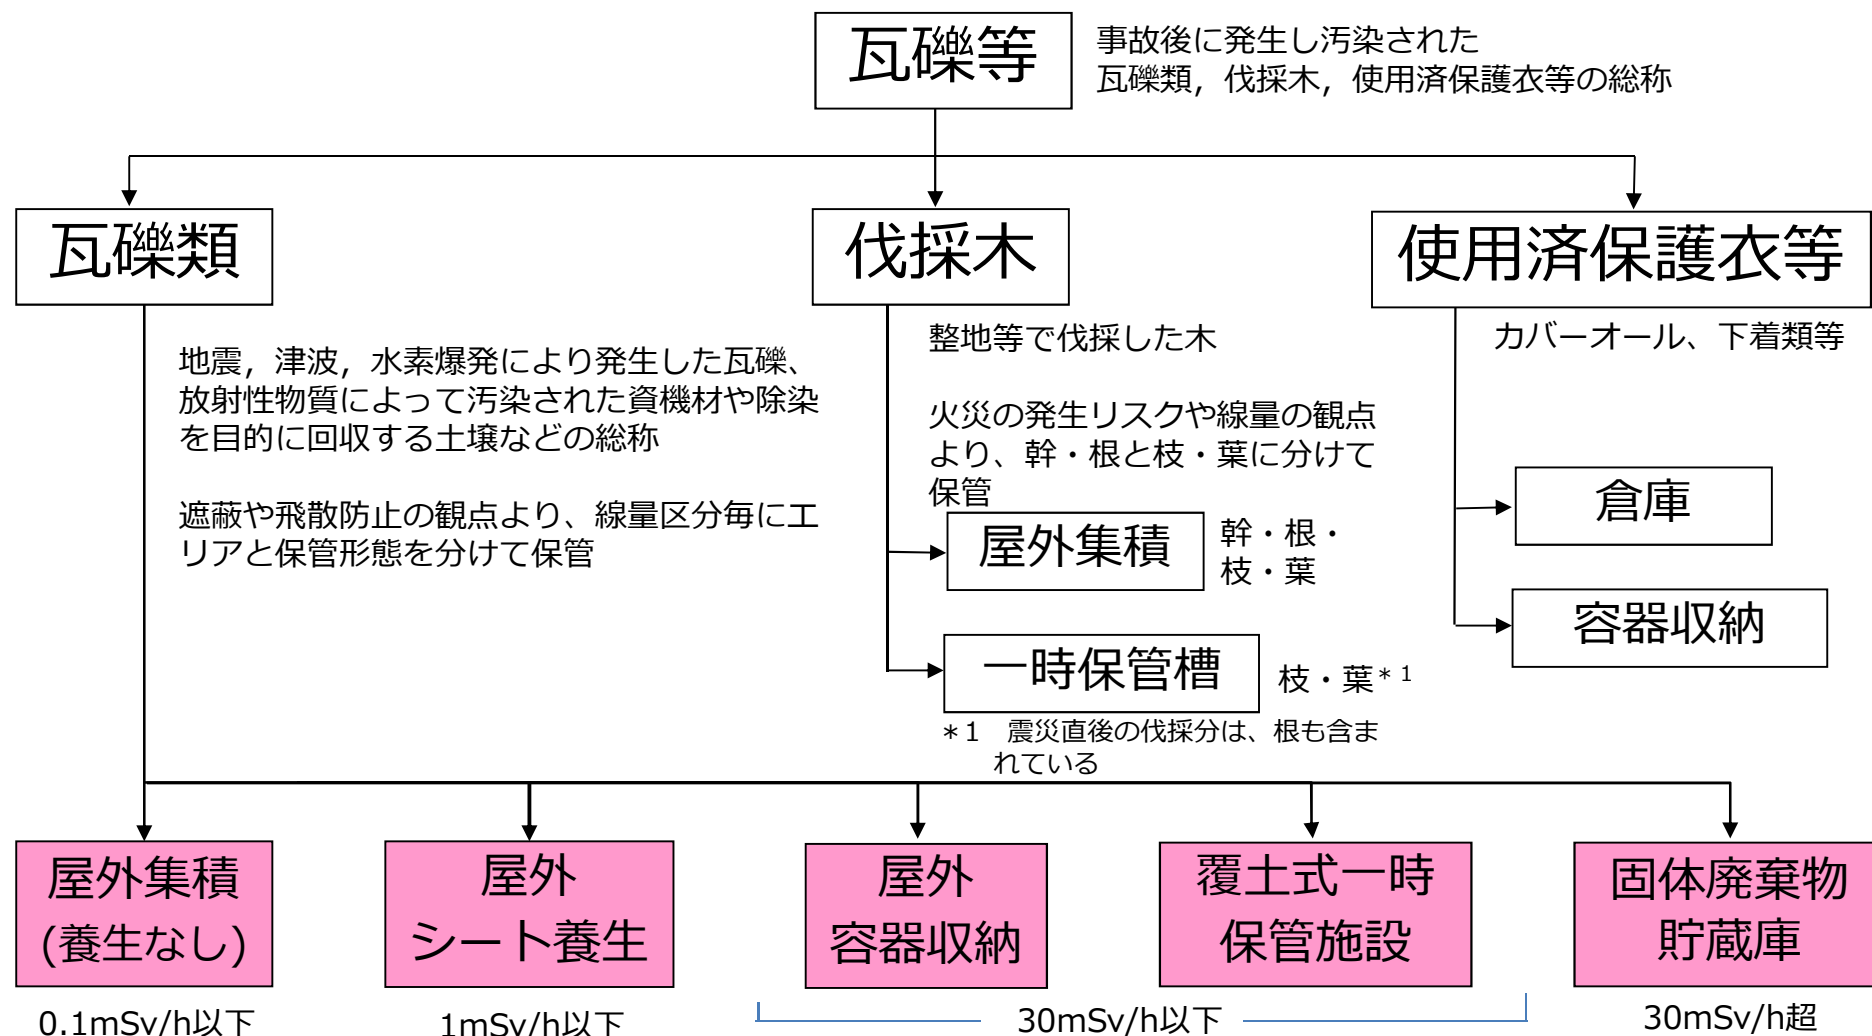 瓦礫等
事故後に発生し汚染された
瓦礫類，伐採木，使用済保護衣等の総称
瓦礫類
伐採木
使用済保護衣等
地震，津波，水素爆発により発生した瓦礫、
放射性物質によって汚染された資機材や除染
を目的に回収する土壌などの総称
遮蔽や飛散防止の観点より、線量区分毎にエ
リアと保管形態を分けて保管
整地等で伐採した木
火災の発生リスクや線量の観点
より、幹・根と枝・葉に分けて
保管
屋外集積
幹・根・
枝・葉
一時保管槽
枝・葉＊１
＊１　震災直後の伐採分は、根も含ま
れている
カバーオール、下着類等
倉庫
容器収納
屋外集積
(養生なし)
屋外
シート養生
屋外
容器収納
覆土式一時
保管施設
固体廃棄物
貯蔵庫
0.1mSv/h以下
1mSv/h以下
30mSv/h以下
30mSv/h超